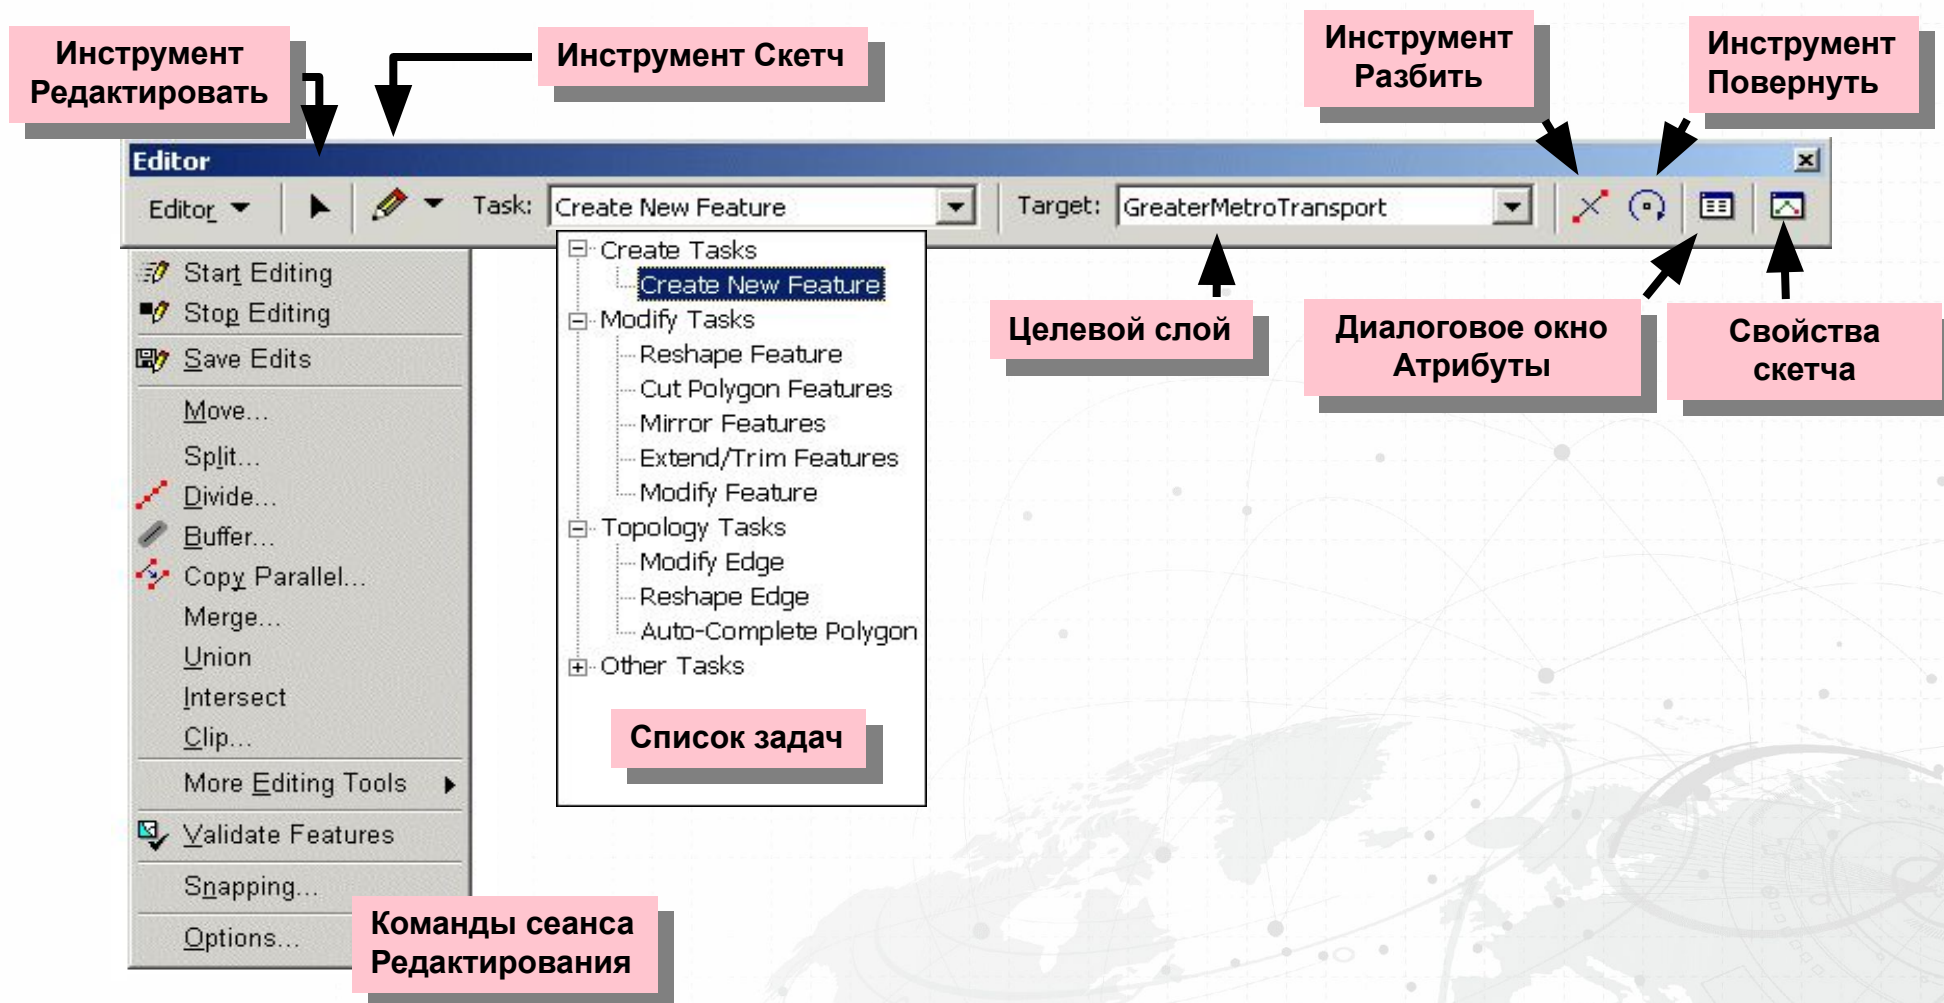 Инструмент
Редактировать
Инструмент Скетч
Инструмент
Разбить
Инструмент
Повернуть
Editor
Editor
Task:
Create New Feature
Target:
GreaterMetroTransport
Start Editing
Stop Editing
Save Edits
Move...
Split...
Divide...
Buffer...
Copy Parallel...
Merge...
Union
Intersect
Clip...
More Editing Tools
Validate Features
Snapping...
Options...
Команды сеанса
Редактирования
Create Tasks
Create New Feature
Modify Tasks
Reshape Feature
Cut Polygon Features
Mirror Features
Extend/Trim Features
Modify Feature
Topology Tasks
Modify Edge
Reshape Edge
Auto-Complete Polygon
Other Tasks
Список задач
Целевой слой
Диалоговое окно
Атрибуты
Свойства
скетча